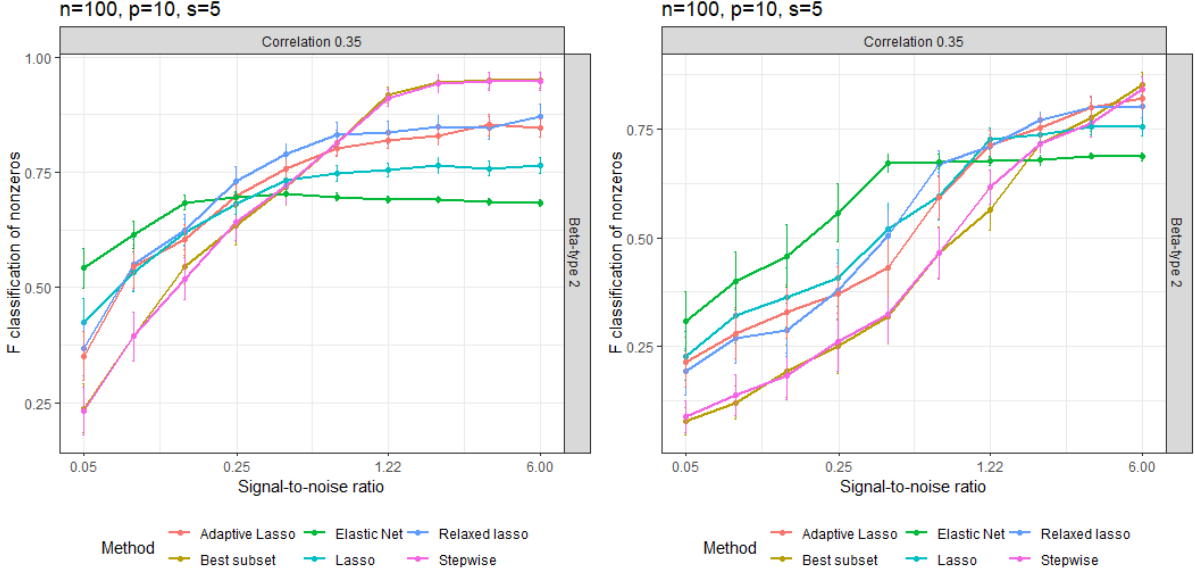 n=100, p=10, s=5
Correlation 0.35
1.00
0.75
0.50
0.25
F classification of nonzeros
Beta-type 2
0.05 0.25 1.22 6.00
Signal-to-noise ratio
Method
Adaptive Lasso Elastic Net Relaxed lasso
Best subset Lasso Stepwise
n=100, p=10, s=5
Correlation 0.35
0.75
0.50
0.25
F classification of nonzeros
Beta-type 2
0.05 0.25 1.22 6.00
Signal-to-noise ratio
Method
Adaptive Lasso Elastic Net Relaxed lasso
Best subset Lasso Stepwise